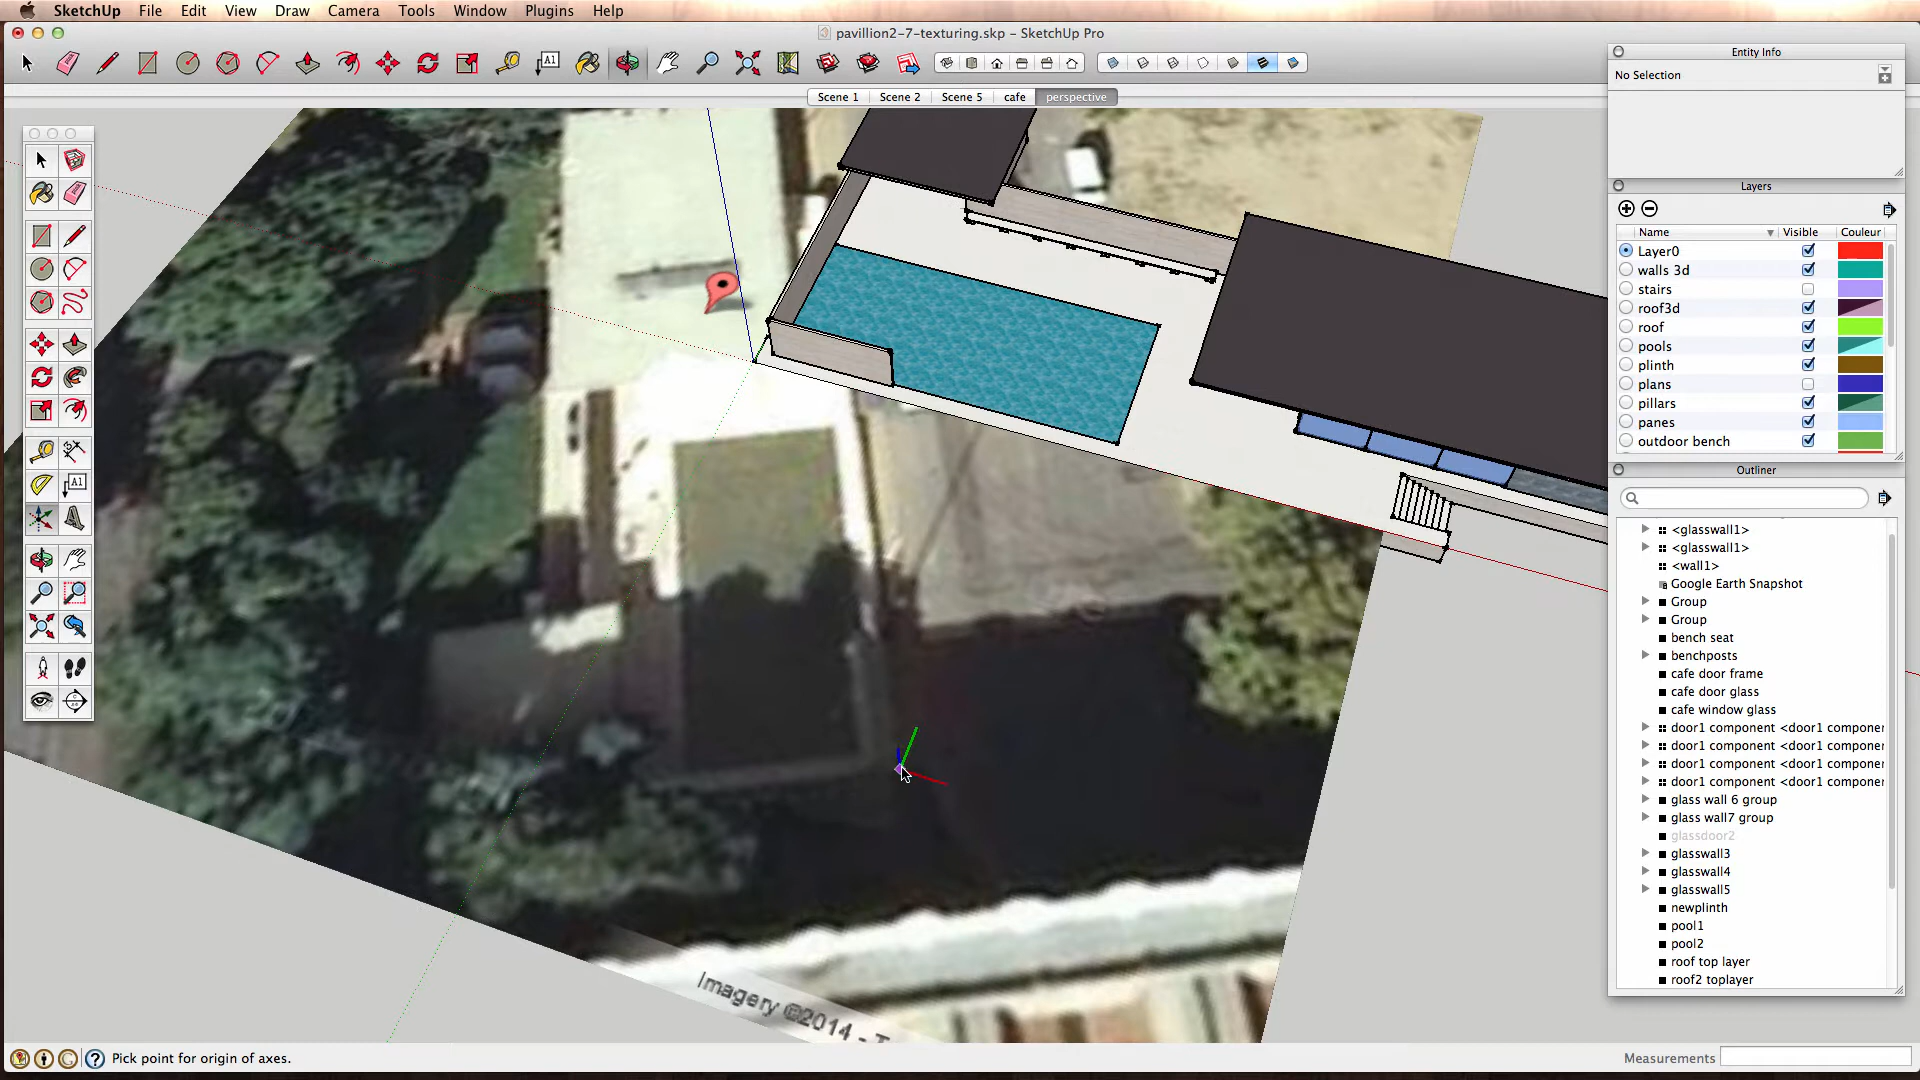 SketchUp File Edit View Draw Camera Tools Window Plugins Help
pavillion2-7-texturing.skp – SketchUp Pro
A1
Scene 1 Scene 2 Scene 5 cafe perspective
Entity Info
No Selection
Layers
Name Visible Couleur
Layer0
walls 3d
stairs
roof3d
roof
pools
plinth
plans
pillars
panes
outdoor bench
Outliner
<glasswall1>
<glasswall1>
<wall1>
Google Earth Snapshot
Group
Group
bench seat
benchposts
cafe door frame
cafe door glass
cafe window glass
door1 component <door1 componer
door1 component <door1 componer
door1 component <door1 componer
door1 component <door1 componer
glass wall 6 group
glass wall7 group
glassdoor2
glasswall3
glasswall4
glasswall5
newplinth
pool1
pool2
roof top layer
roof2 toplayer
A1
Imagery ©2014 - T
Pick point for origin of axes.
Measurements